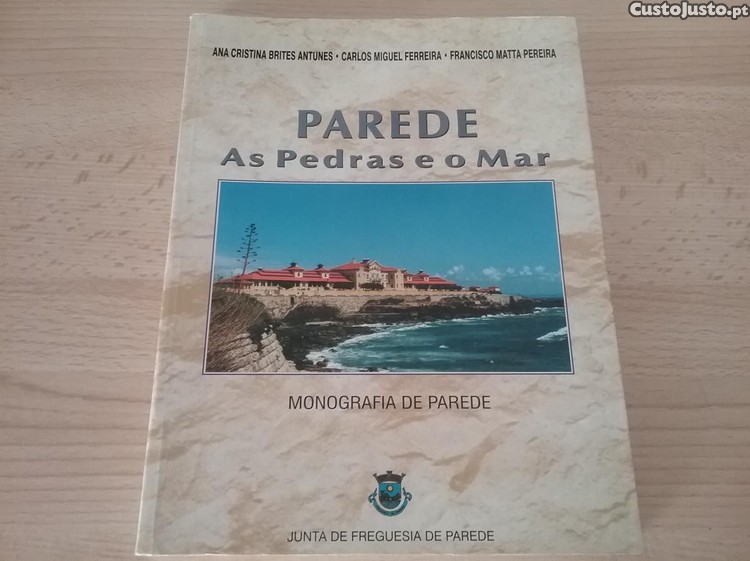 CustoJusto.pt
ANA CRISTINA BRITES ANTUNES • CARLOS MIGUEL FERREIRA • FRANCISCO MATTA PEREIRA
PAREDE
As Pedras e o Mar
MONOGRAFIA DE PAREDE
JUNTA DE FREGUESIA DE PAREDE